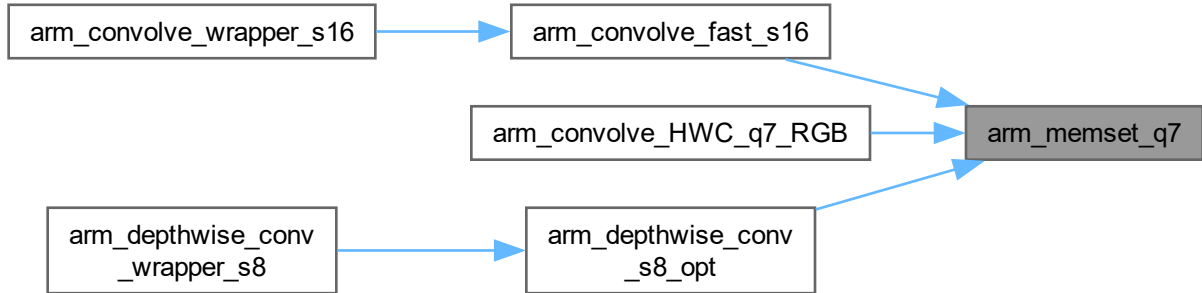 arm_convolve_wrapper_s16
arm_convolve_fast_s16
arm_convolve_HWC_q7_RGB
arm_memset_q7
arm_depthwise_conv
_wrapper_s8
arm_depthwise_conv
_s8_opt